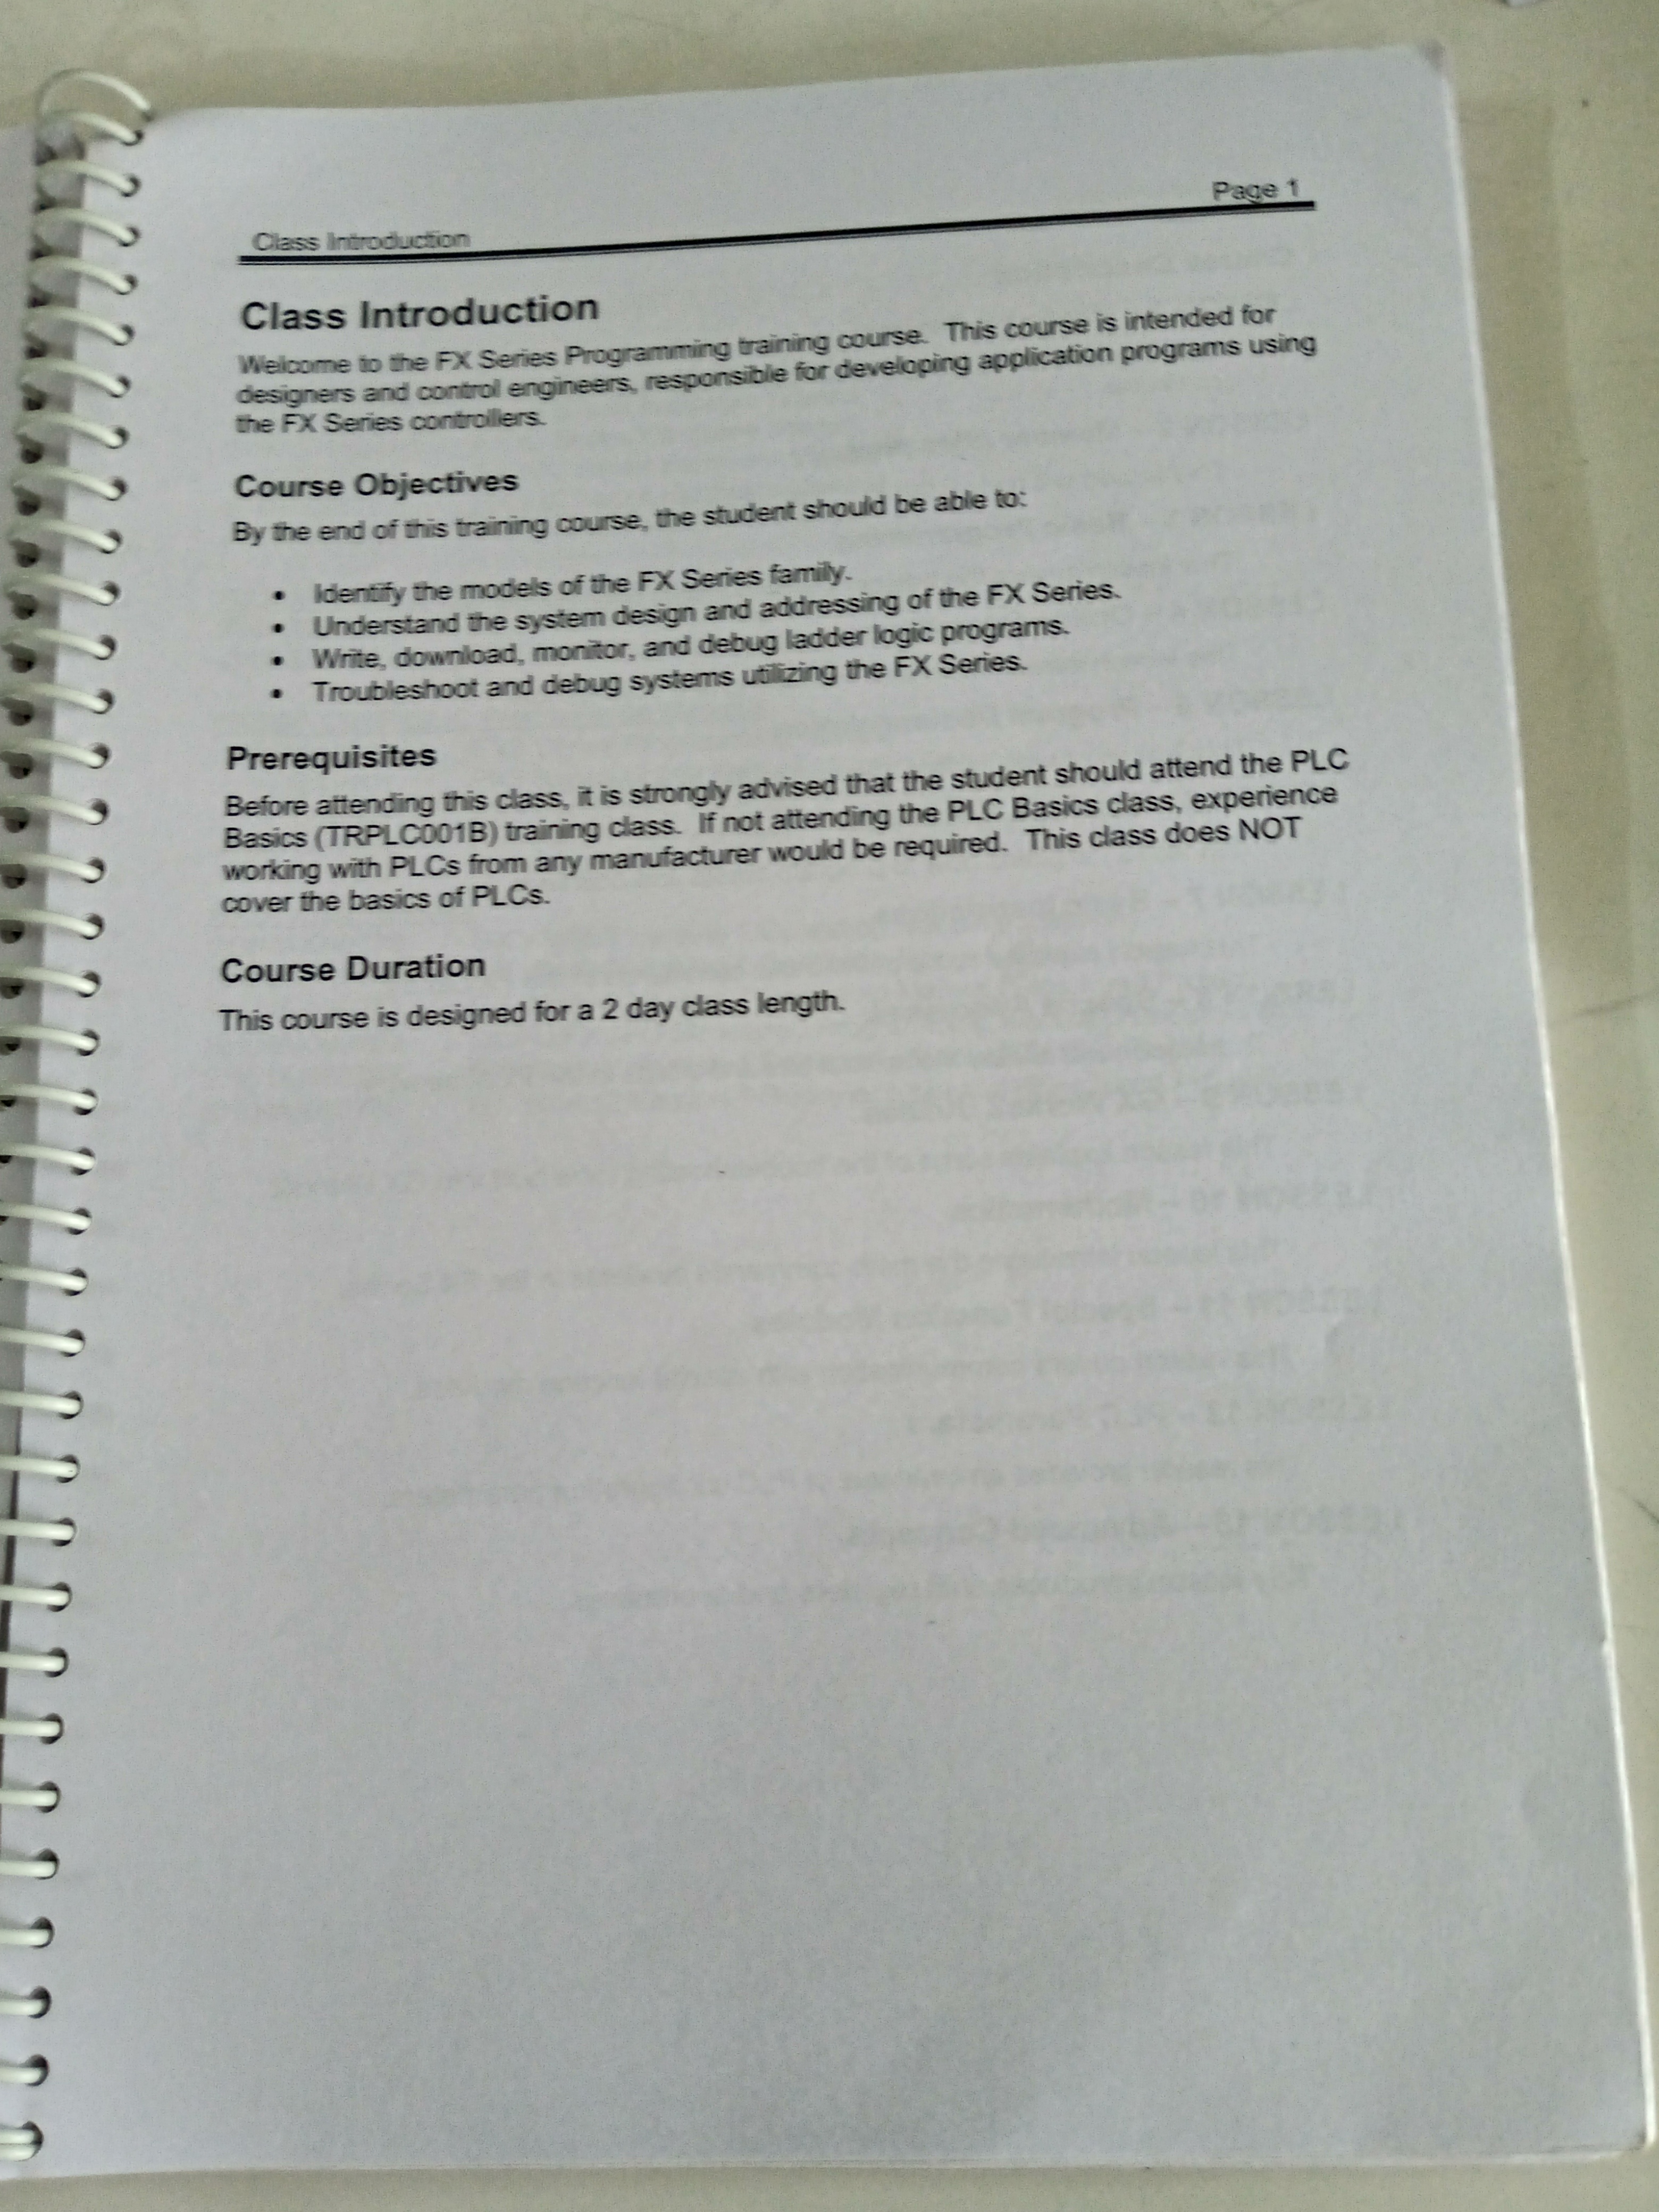 Page 1
Class Introduction
Class Introduction
Welcome to the FX Series Programming training course. This course is intended for
designers and control engineers, responsible for developing application programs using
the FX Series controllers.
Course Objectives
By the end of this training course, the student should be able to:
• Identify the models of the FX Series family.
• Understand the system design and addressing of the FX Series.
• Write, download, monitor, and debug ladder logic programs.
• Troubleshoot and debug systems utilizing the FX Series.
Prerequisites
Before attending this class, it is strongly advised that the student should attend the PLC
Basics (TRPLC001B) training class. If not attending the PLC Basics class, experience
working with PLCs from any manufacturer would be required. This class does NOT
cover the basics of PLCs.
Course Duration
This course is designed for a 2 day class length.